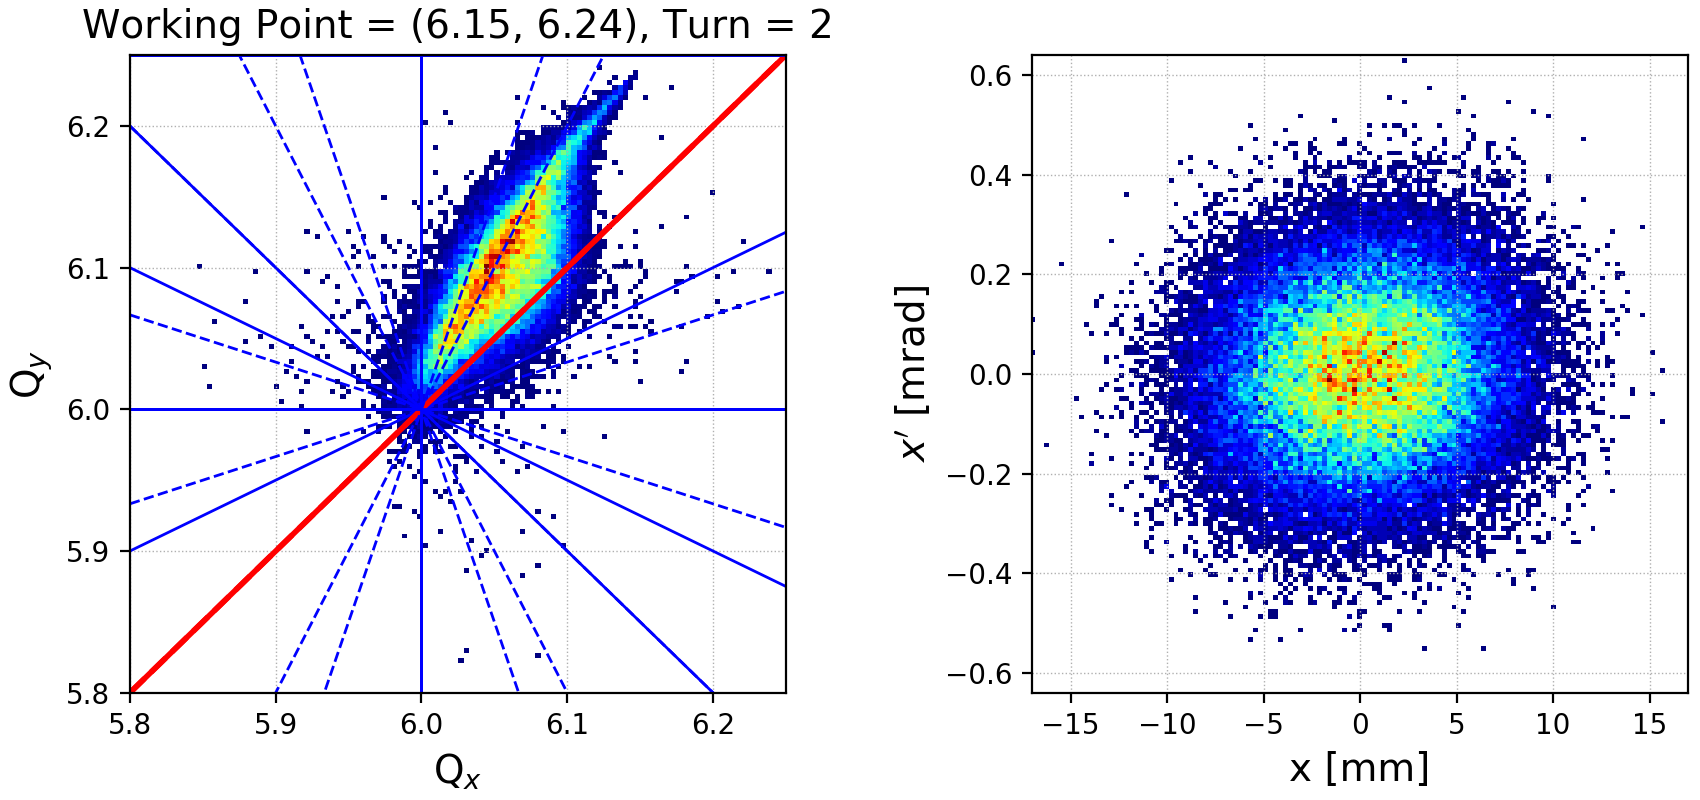 Working Point = (6.15, 6.24), Turn = 2
6.2
6.1
6.0
5.9
5.8
Q_y
5.8 5.9 6.0 6.1 6.2
Q_x
0.6
0.4
0.2
0.0
−0.2
−0.4
−0.6
x′ [mrad]
−15 −10 −5 0 5 10 15
x [mm]